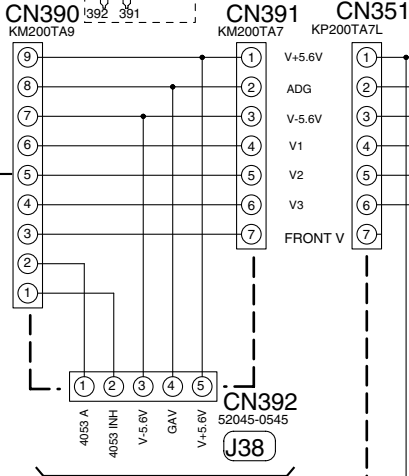 CN390
KM200TA9
392 391
CN391
KM200TA7
CN351
KP200TA7L
9
8
7
6
5
4
3
2
1
1
2
3
4
5
6
7
V+5.6V
ADG
V-5.6V
V1
V2
V3
FRONT V
1
2
3
4
5
6
7
1 2 3 4 5
4053 A
4053 INH
V-5.6V
GAV
V+5.6V
CN392
52045-0545
J38